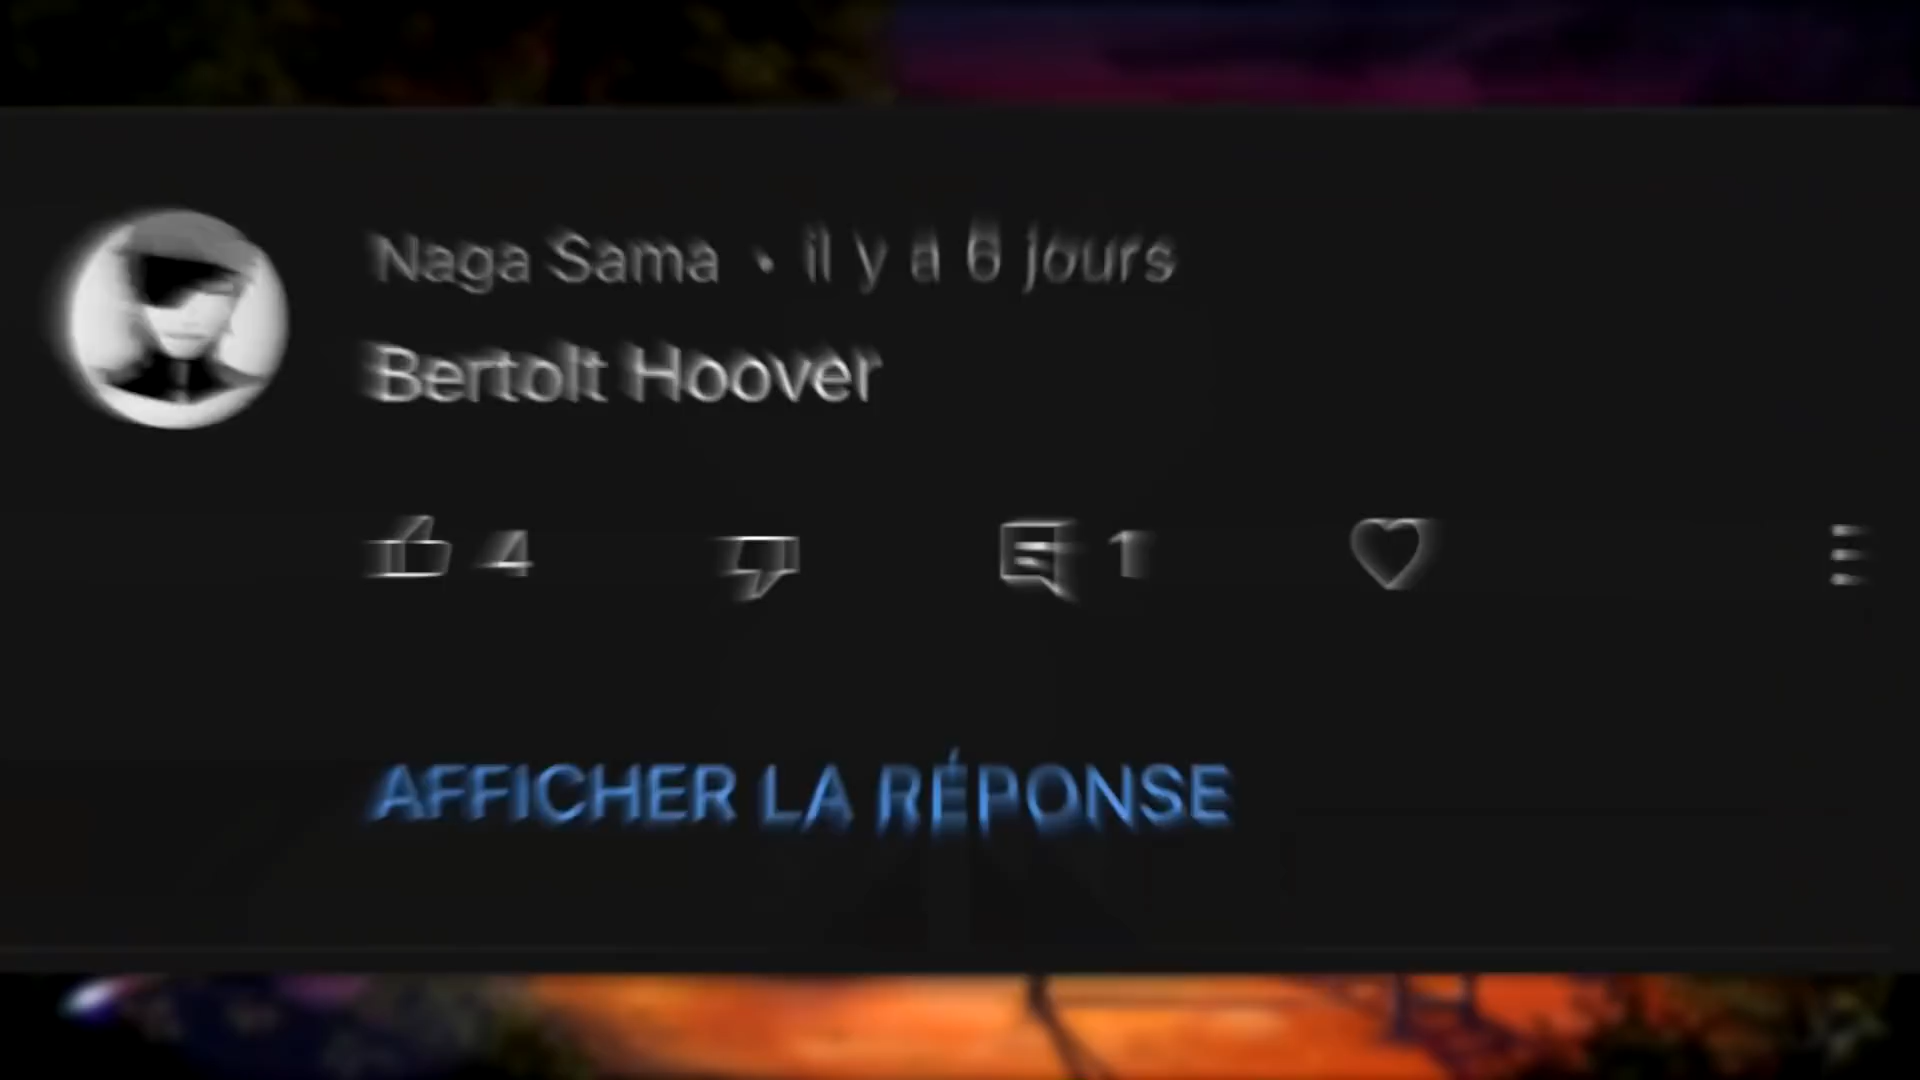 Naga Sama • il y a 6 jours
Bertolt Hoover
4 1
AFFICHER LA RÉPONSE